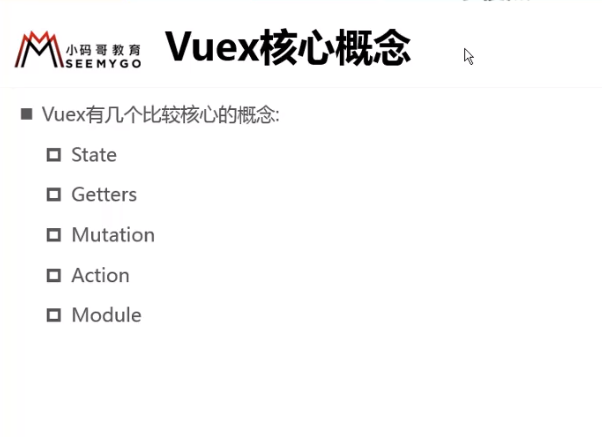 小码哥教育
SEEMYGO
Vuex核心概念
Vuex有几个比较核心的概念:
State
Getters
Mutation
Action
Module